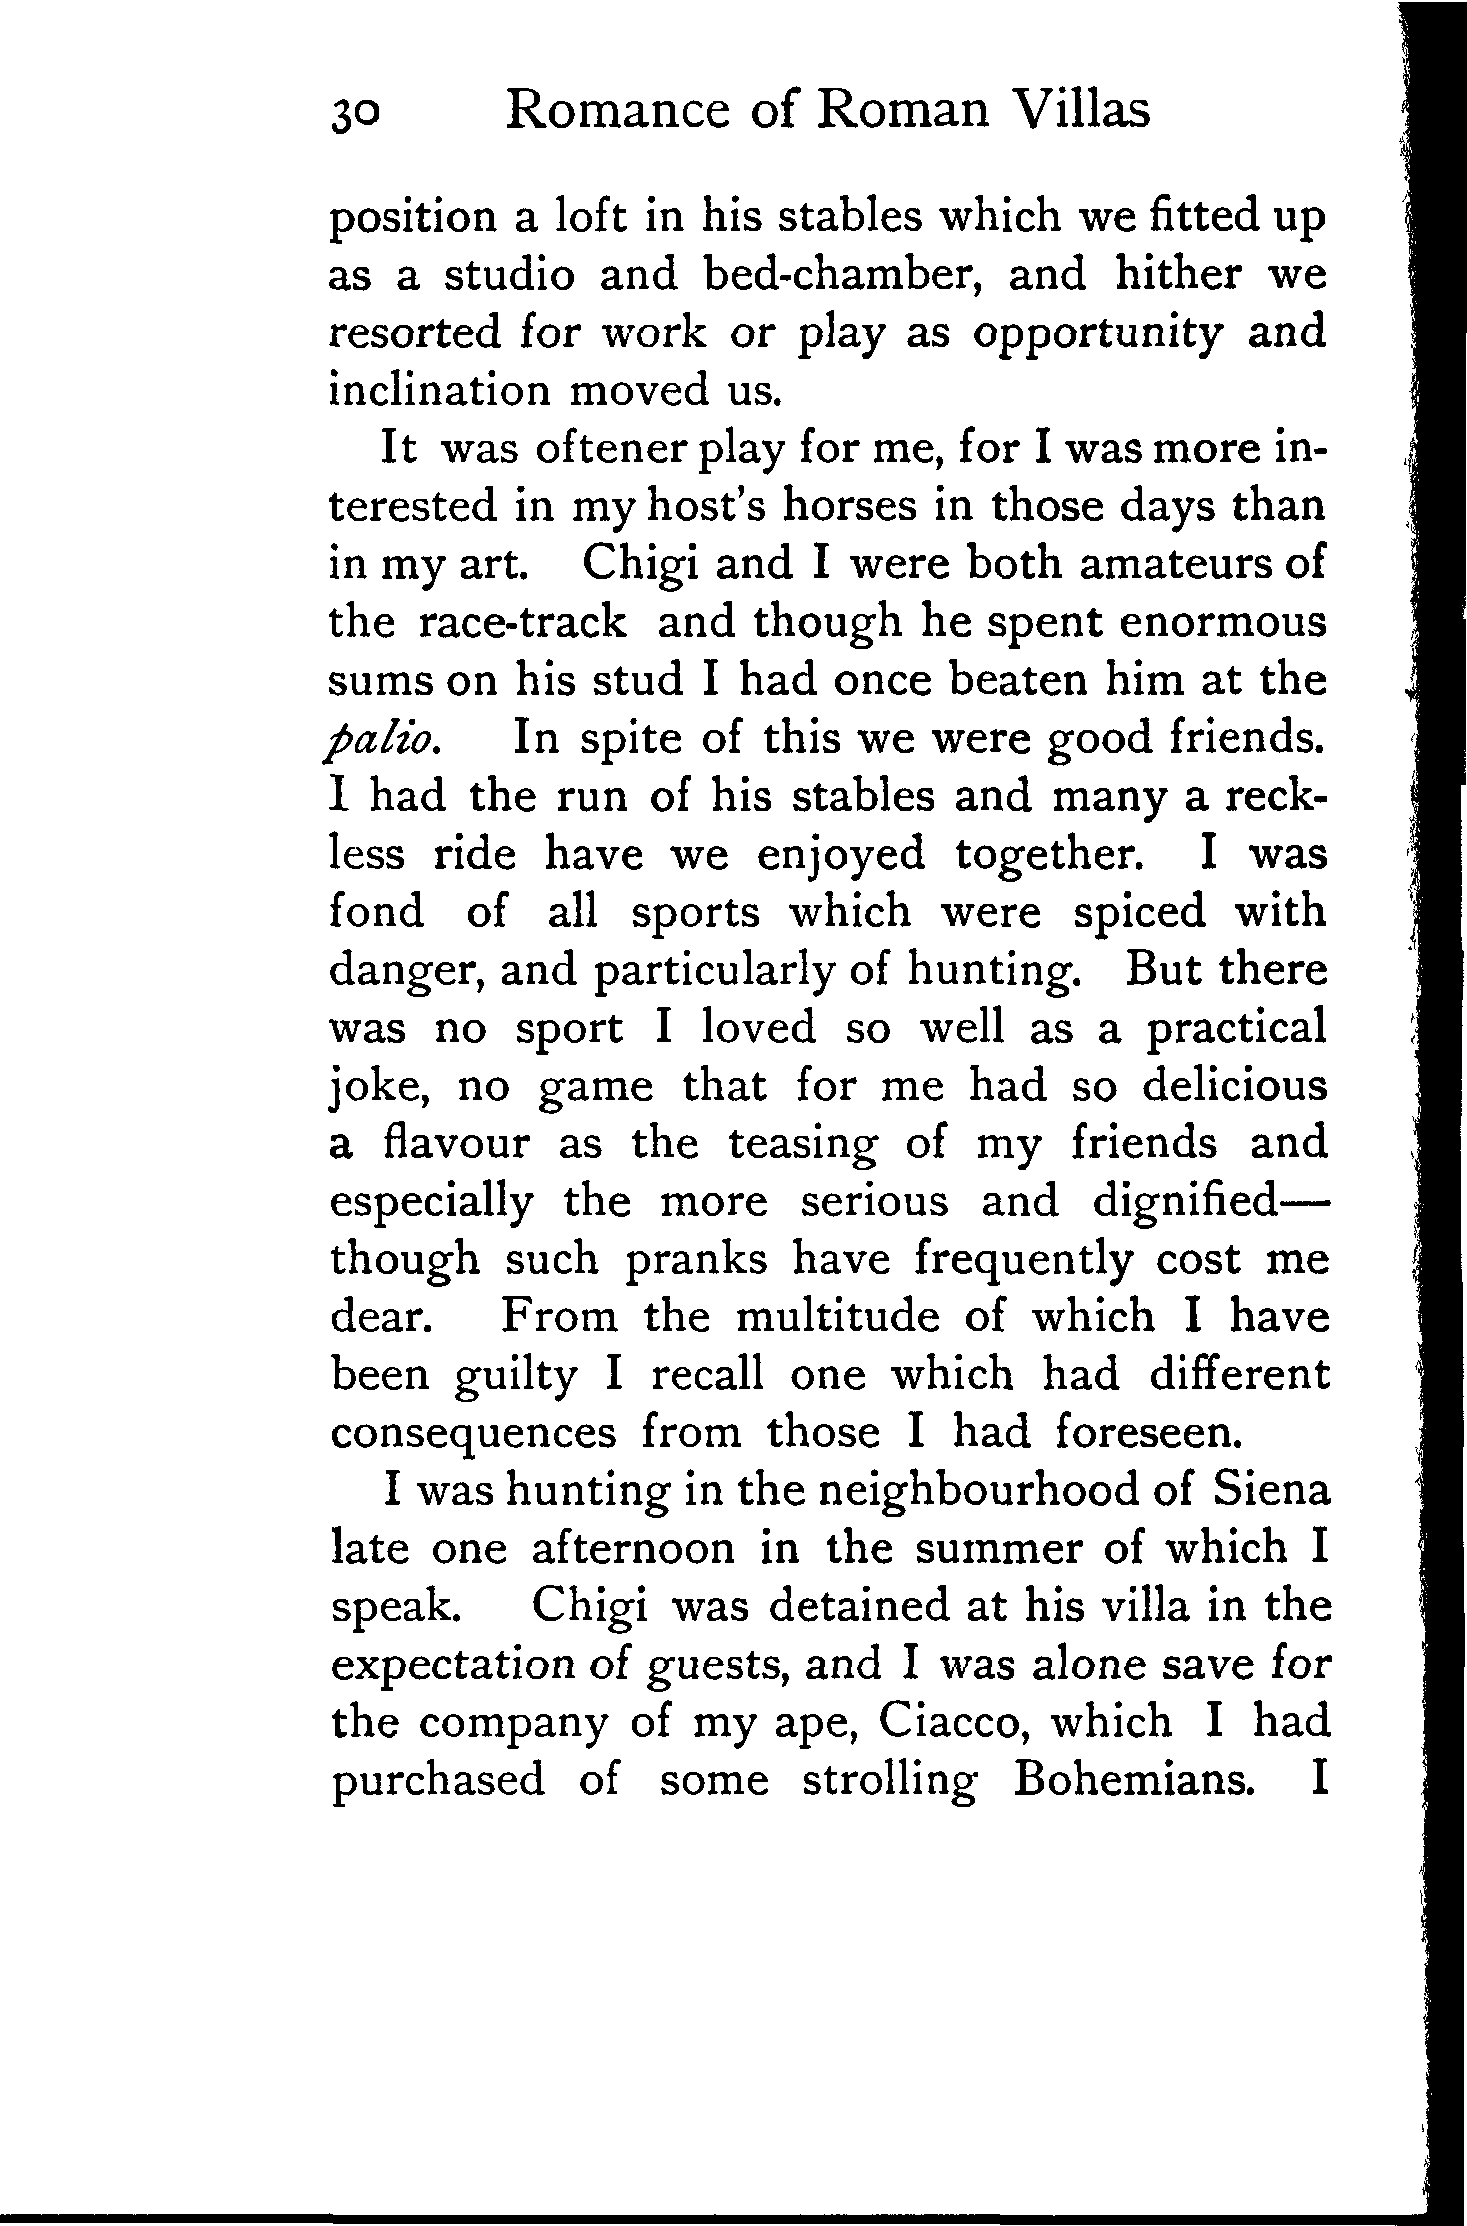 30 Romance of Roman Villas
position a loft in his stables which we fitted up
as a studio and bed-chamber, and hither we
resorted for work or play as opportunity and
inclination moved us.
It was oftener play for me, for I was more in-
terested in my host's horses in those days than
in my art. Chigi and I were both amateurs of
the race-track and though he spent enormous
sums on his stud I had once beaten him at the
palio. In spite of this we were good friends.
I had the run of his stables and many a reck-
less ride have we enjoyed together. I was
fond of all sports which were spiced with
danger, and particularly of hunting. But there
was no sport I loved so well as a practical
joke, no game that for me had so delicious
a flavour as the teasing of my friends and
especially the more serious and dignified—
though such pranks have frequently cost me
dear. From the multitude of which I have
been guilty I recall one which had different
consequences from those I had foreseen.
I was hunting in the neighbourhood of Siena
late one afternoon in the summer of which I
speak. Chigi was detained at his villa in the
expectation of guests, and I was alone save for
the company of my ape, Ciacco, which I had
purchased of some strolling Bohemians. I